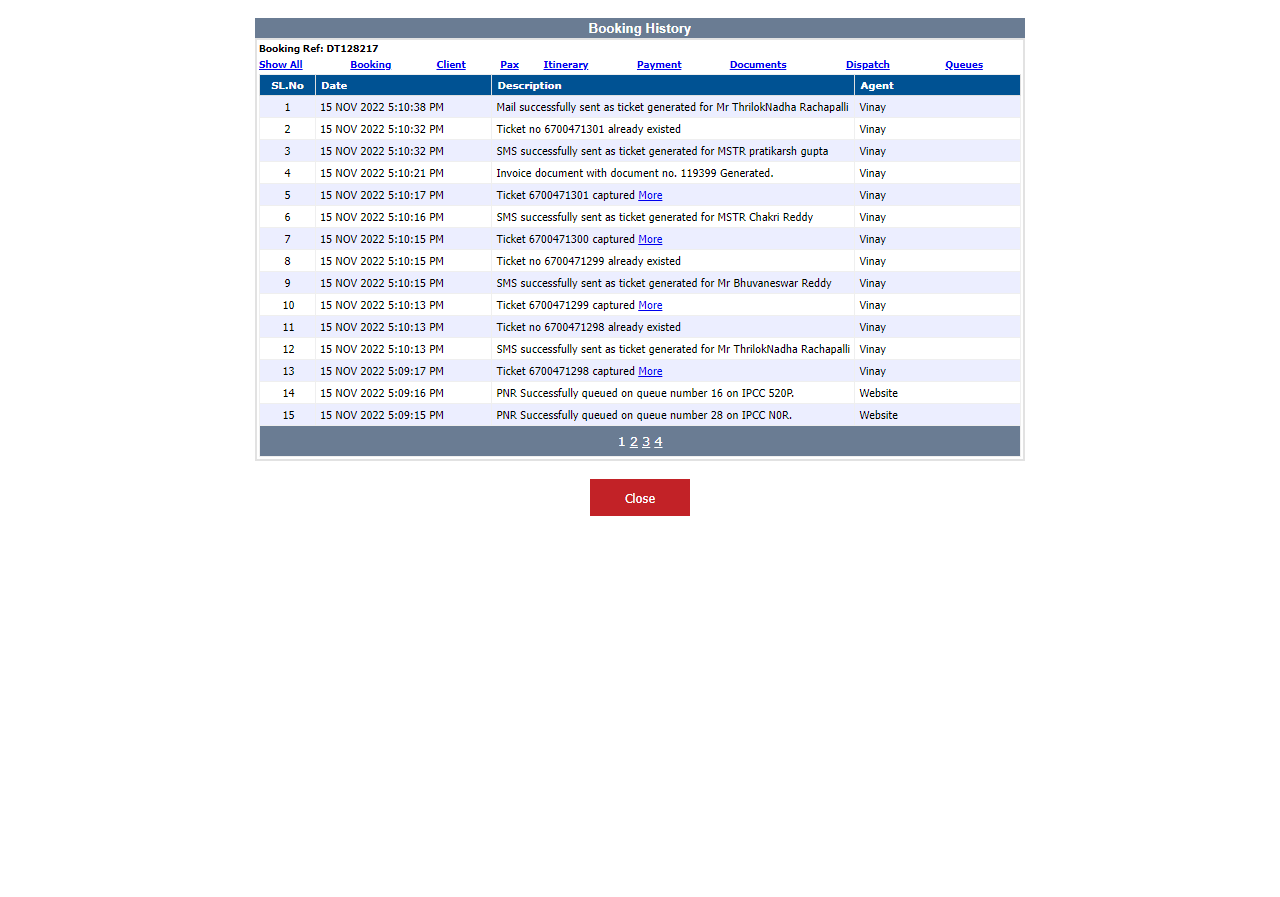 Booking History
Booking Ref: DT128217
Show All Booking Client Pax Itinerary Payment Documents Dispatch Queues
SL.No Date Description Agent
1 15 NOV 2022 5:10:38 PM Mail successfully sent as ticket generated for Mr ThrilokNadha Rachapalli Vinay
2 15 NOV 2022 5:10:32 PM Ticket no 6700471301 already existed Vinay
3 15 NOV 2022 5:10:32 PM SMS successfully sent as ticket generated for MSTR pratikarsh gupta Vinay
4 15 NOV 2022 5:10:21 PM Invoice document with document no. 119399 Generated. Vinay
5 15 NOV 2022 5:10:17 PM Ticket 6700471301 captured More Vinay
6 15 NOV 2022 5:10:16 PM SMS successfully sent as ticket generated for MSTR Chakri Reddy Vinay
7 15 NOV 2022 5:10:15 PM Ticket 6700471300 captured More Vinay
8 15 NOV 2022 5:10:15 PM Ticket no 6700471299 already existed Vinay
9 15 NOV 2022 5:10:15 PM SMS successfully sent as ticket generated for Mr Bhuvaneswar Reddy Vinay
10 15 NOV 2022 5:10:13 PM Ticket 6700471299 captured More Vinay
11 15 NOV 2022 5:10:13 PM Ticket no 6700471298 already existed Vinay
12 15 NOV 2022 5:10:13 PM SMS successfully sent as ticket generated for Mr ThrilokNadha Rachapalli Vinay
13 15 NOV 2022 5:09:17 PM Ticket 6700471298 captured More Vinay
14 15 NOV 2022 5:09:16 PM PNR Successfully queued on queue number 16 on IPCC 520P. Website
15 15 NOV 2022 5:09:15 PM PNR Successfully queued on queue number 28 on IPCC N0R. Website
1 2 3 4
Close